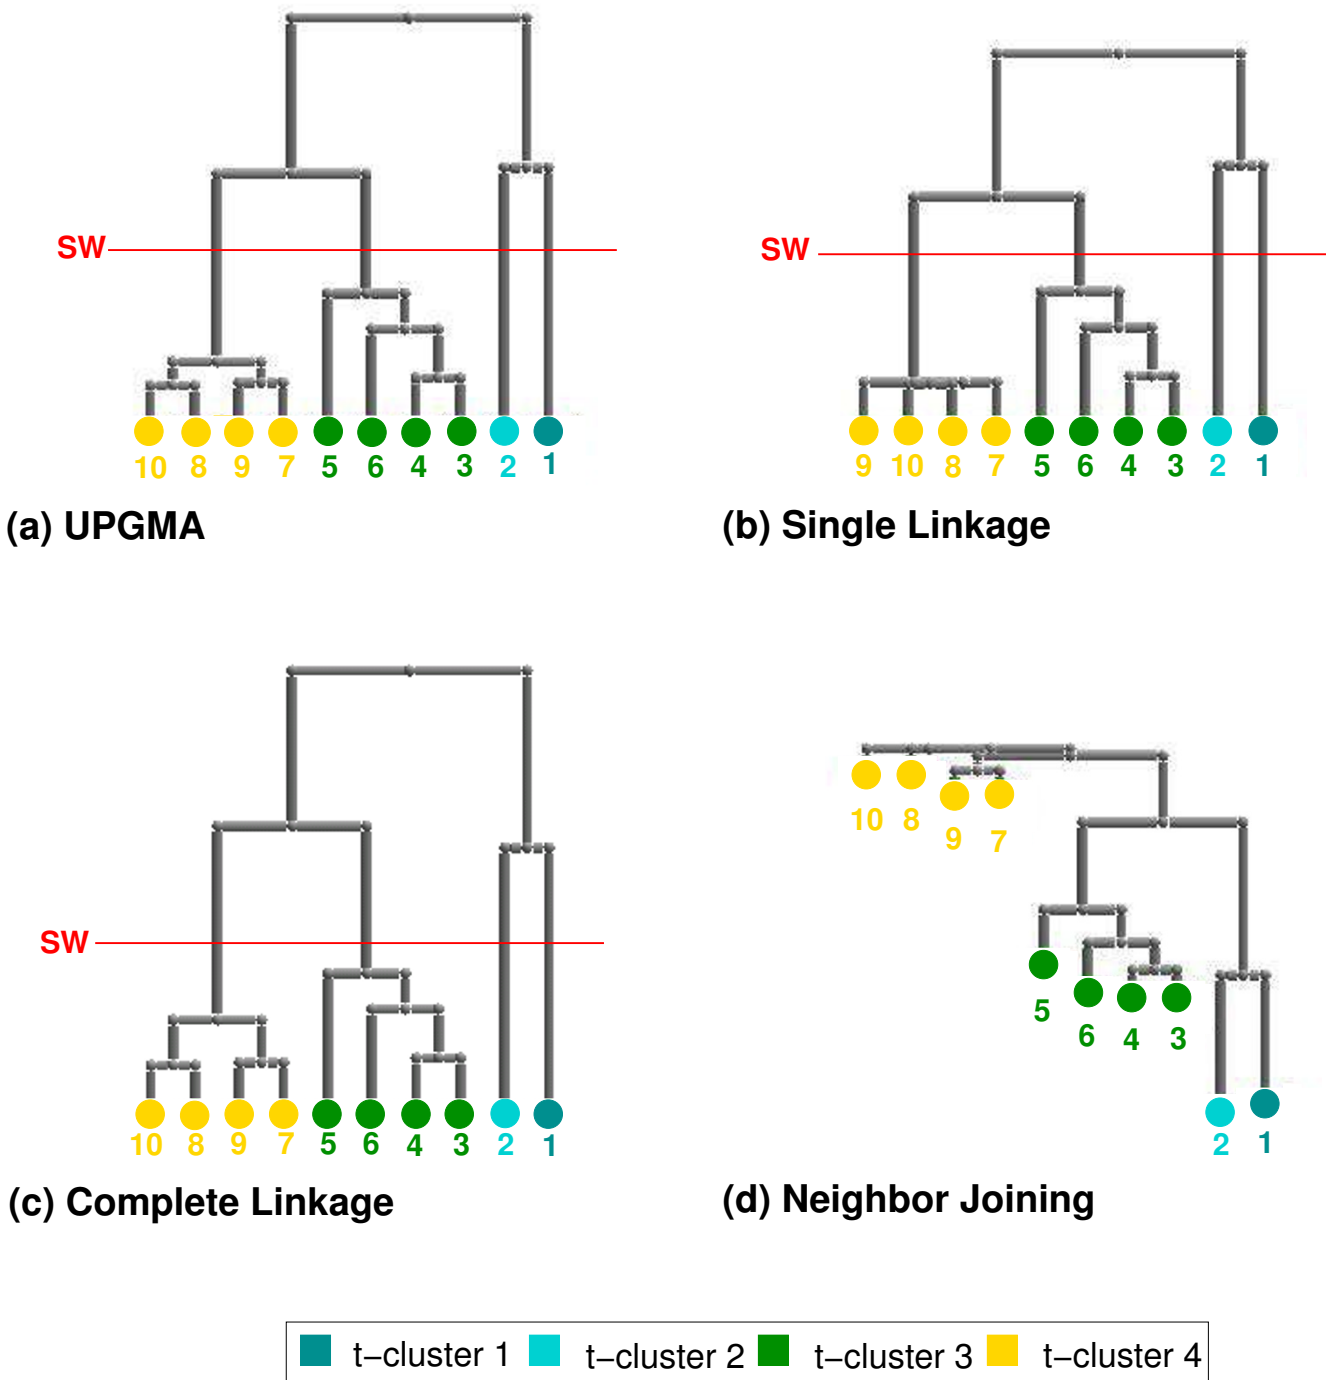 SW
10 8 9 7 5 6 4 3 2 1
(a) UPGMA
SW
9 10 8 7 5 6 4 3 2 1
(b) Single Linkage
SW
10 8 9 7 5 6 4 3 2 1
(c) Complete Linkage
10 8 9 7
5 6 4 3
2 1
(d) Neighbor Joining
t−cluster 1 t−cluster 2 t−cluster 3 t−cluster 4